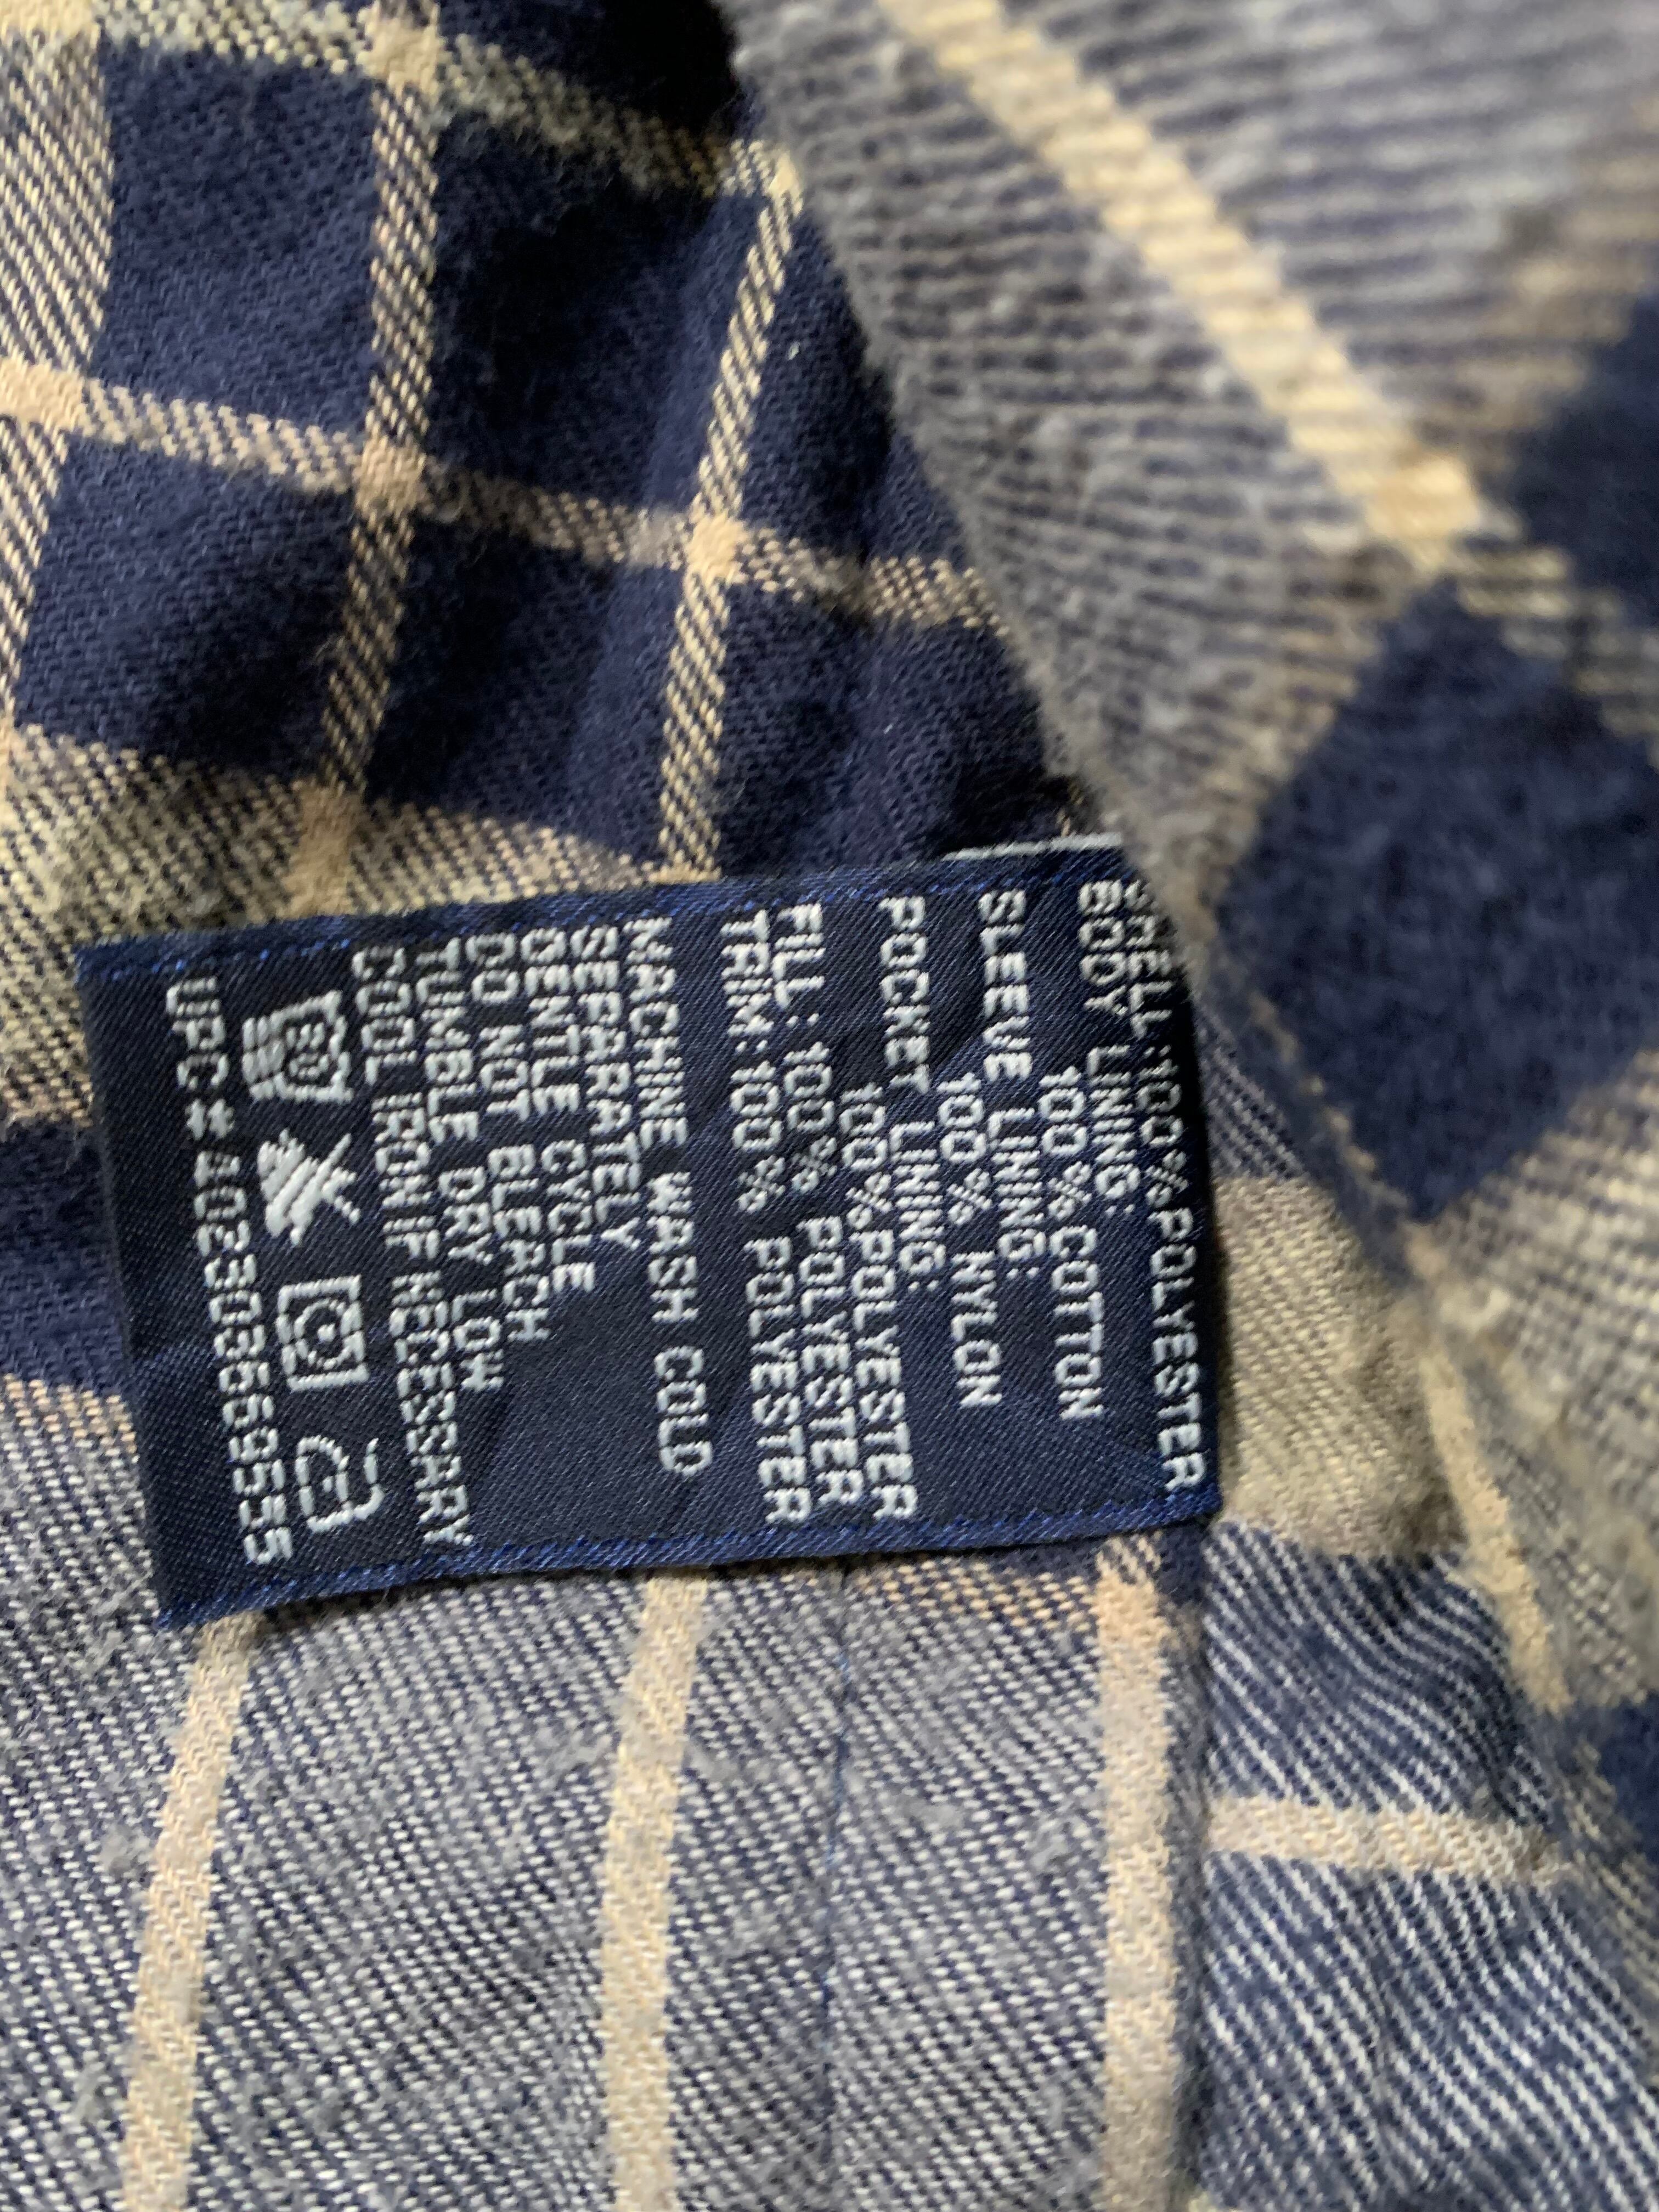 SHELL:100%POLYESTER
BODY LINING:
100%COTTON
SLEEVE LINING:
100% NYLON
POCKET LINING:
100%POLYESTER
FILL:100% POLYESTER
TRIM:100% POLYESTER
MACHINE WASH COLD
SEPARATELY
GENTLE CYCLE
DO NOT BLEACH
TUMBLE DRY LOW
COOL IRON IF NECESSARY
30
UPC# 402303669555